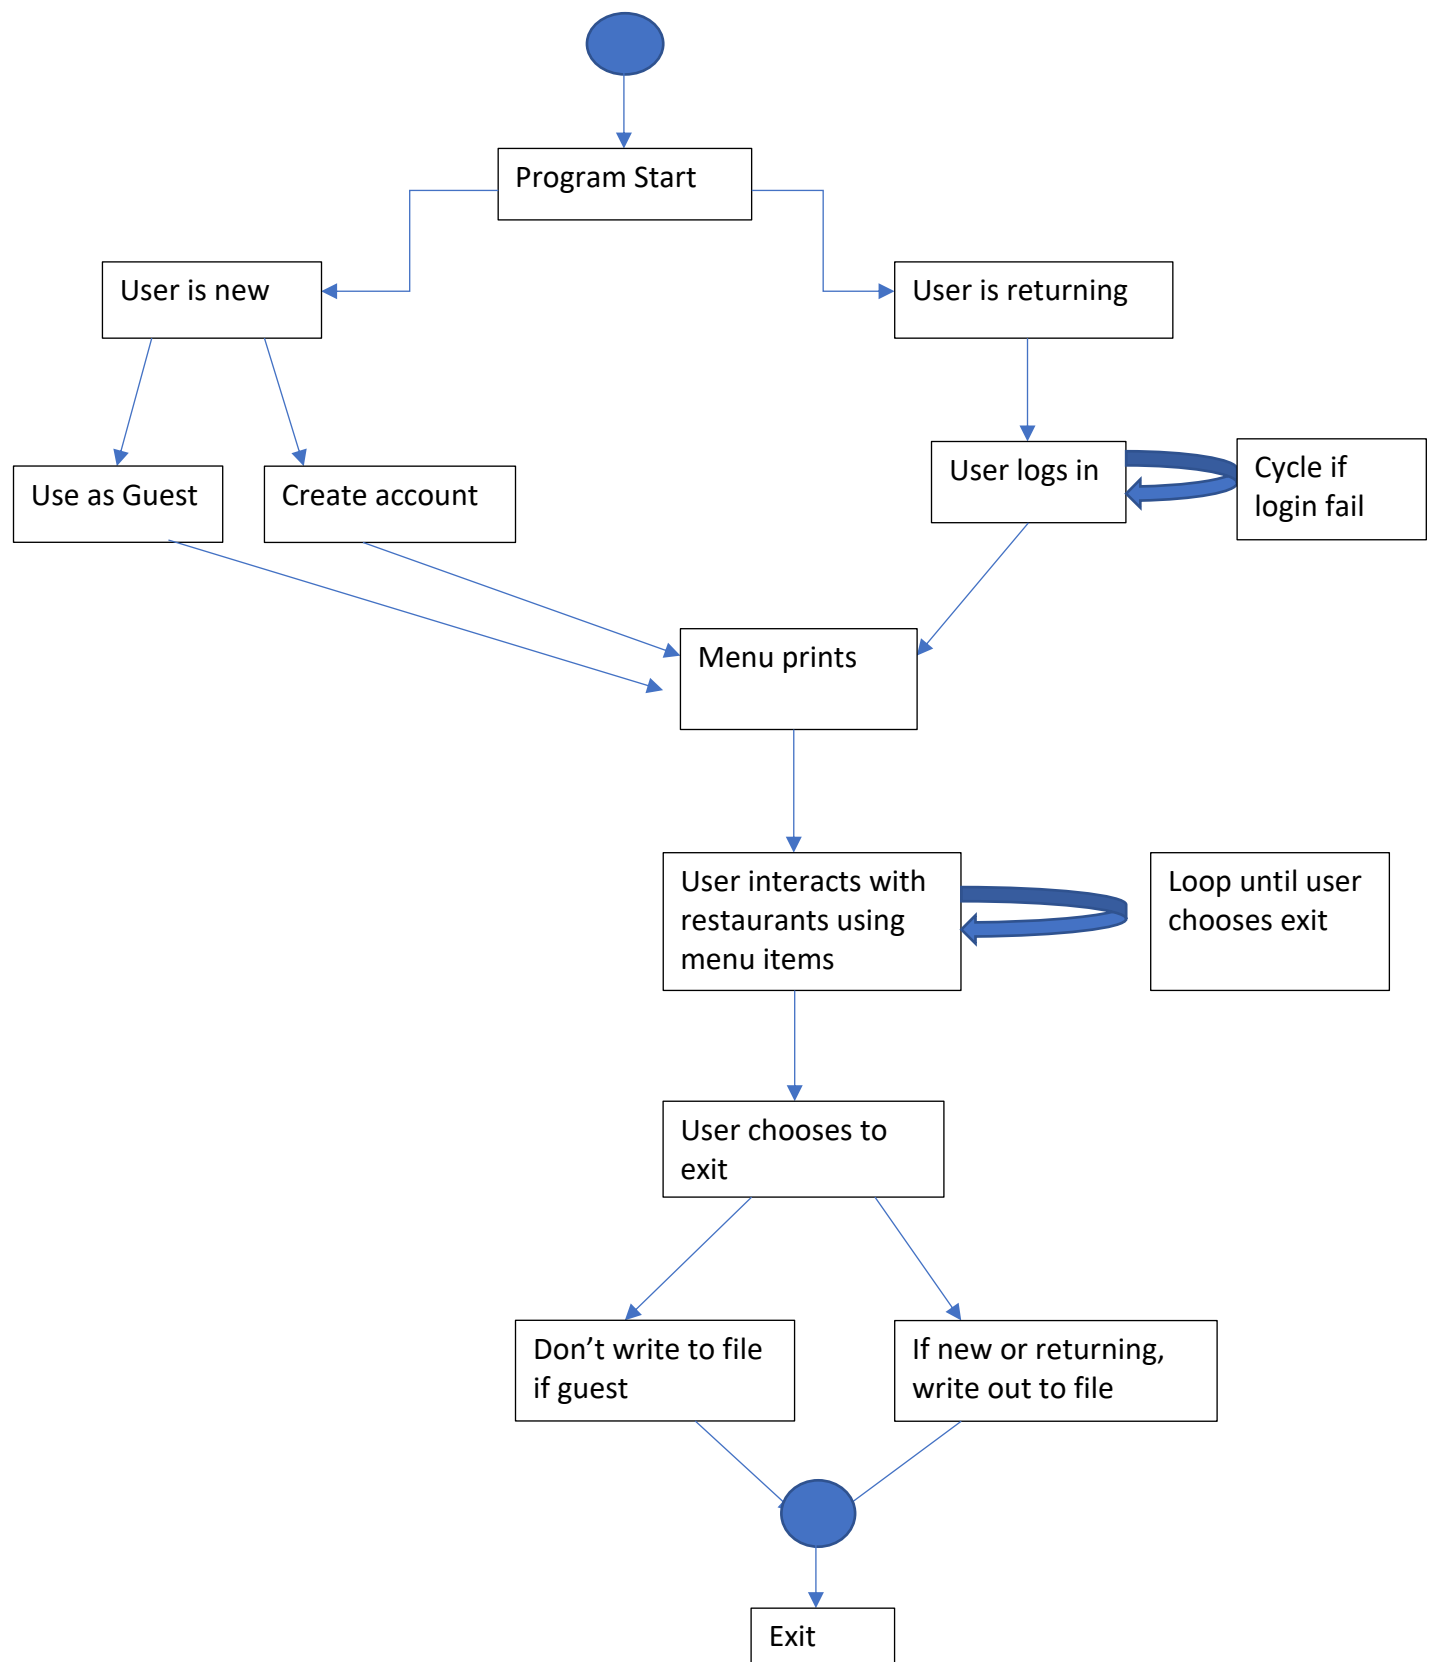 Program Start
User is new
User is returning
Use as Guest
Create account
User logs in
Cycle if
login fail
Menu prints
User interacts with
restaurants using
menu items
Loop until user
chooses exit
User chooses to
exit
Don’t write to file
if guest
If new or returning,
write out to file
Exit